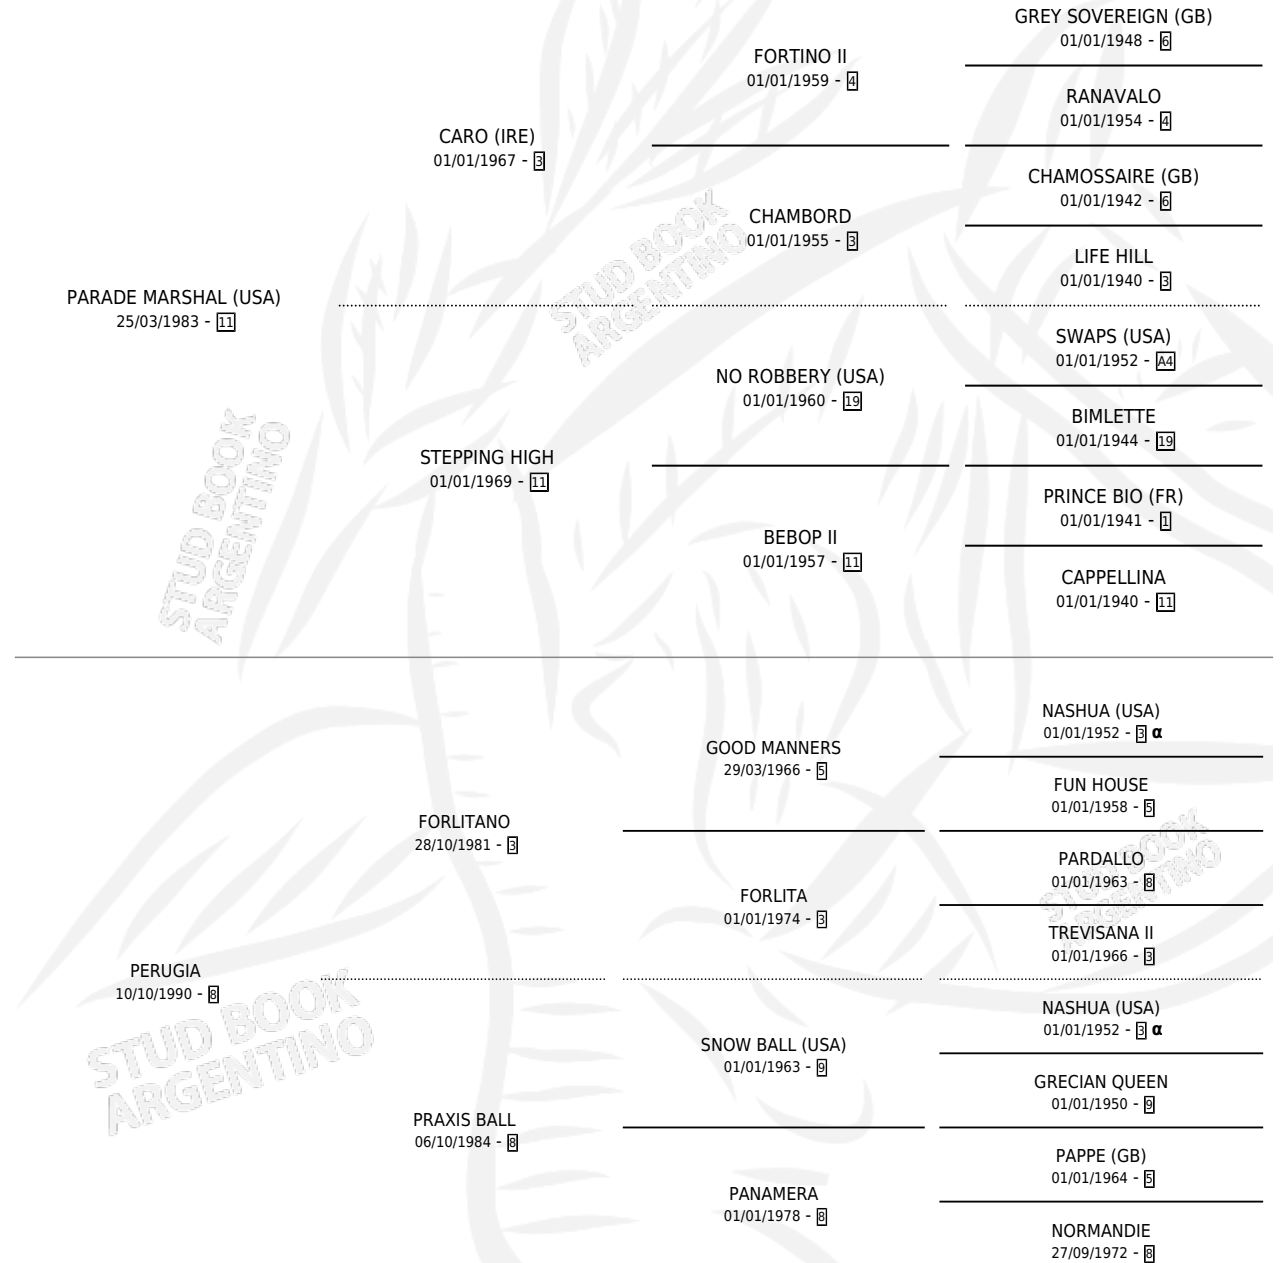 GREY SOVEREIGN (GB)
01/01/1948 - 6
FORTINO II
01/01/1959 - 4
RANAVALO
01/01/1954 - 4
CARO (IRE)
01/01/1967 - 3
CHAMOSSAIRE (GB)
01/01/1942 - 6
CHAMBORD
01/01/1955 - 3
LIFE HILL
01/01/1940 - 3
PARADE MARSHAL (USA)
25/03/1983 - 11
SWAPS (USA)
01/01/1952 - A4
NO ROBBERY (USA)
01/01/1960 - 19
BIMLETTE
01/01/1944 - 19
STEPPING HIGH
01/01/1969 - 11
PRINCE BIO (FR)
01/01/1941 - 1
BEBOP II
01/01/1957 - 11
CAPPELLINA
01/01/1940 - 11
NASHUA (USA)
01/01/1952 - 3 α
GOOD MANNERS
29/03/1966 - 5
FUN HOUSE
01/01/1958 - 5
FORLITANO
28/10/1981 - 3
PARDALLO
01/01/1963 - 8
FORLITA
01/01/1974 - 3
TREVISANA II
01/01/1966 - 3
PERUGIA
10/10/1990 - 8
NASHUA (USA)
01/01/1952 - 3 α
SNOW BALL (USA)
01/01/1963 - 9
GRECIAN QUEEN
01/01/1950 - 9
PRAXIS BALL
06/10/1984 - 8
PAPPE (GB)
01/01/1964 - 5
PANAMERA
01/01/1978 - 8
NORMANDIE
27/09/1972 - 8
STUD BOOK
ARGENTINO
STUD BOOK
ARGENTINO
STUD BOOK
ARGENTINO
STUD BOOK
ARGENTINO